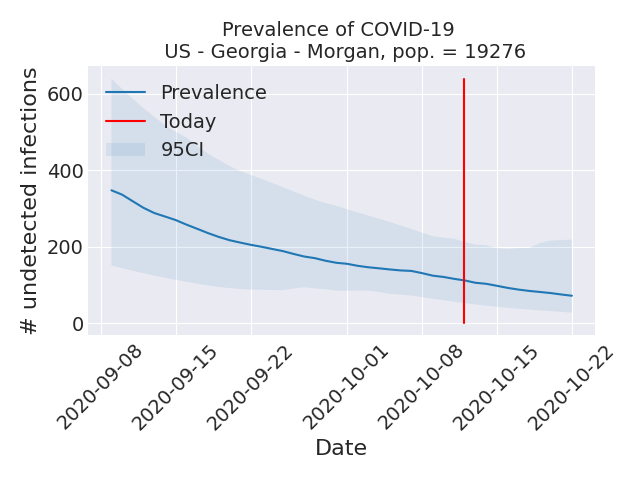 Prevalence of COVID-19
US - Georgia - Morgan, pop. = 19276
# undetected infections
600
400
200
0
Prevalence
Today
95CI
2020-09-08
2020-09-15
2020-09-22
2020-10-01
2020-10-08
2020-10-15
2020-10-22
Date